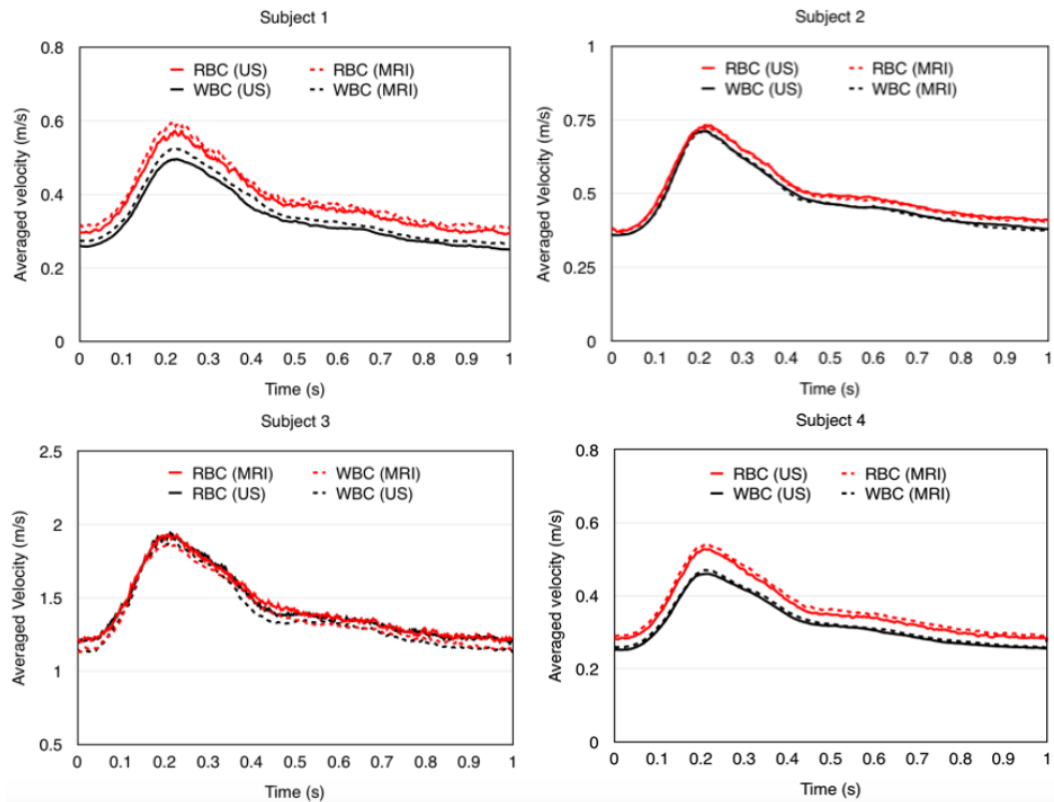 Subject 1
0.8
0.6
0.4
0.2
0
Averaged velocity (m/s)
RBC (US) RBC (MRI)
WBC (US) WBC (MRI)
0 0.1 0.2 0.3 0.4 0.5 0.6 0.7 0.8 0.9 1
Time (s)
Subject 2
1
0.75
0.5
0.25
0
Averaged Velocity (m/s)
RBC (US) RBC (MRI)
WBC (US) WBC (MRI)
0 0.1 0.2 0.3 0.4 0.5 0.6 0.7 0.8 0.9 1
Time (s)
Subject 3
2.5
2
1.5
1
0.5
Averaged Velocity (m/s)
RBC (MRI) WBC (MRI)
RBC (US) WBC (US)
0 0.1 0.2 0.3 0.4 0.5 0.6 0.7 0.8 0.9 1
Time (s)
Subject 4
0.8
0.6
0.4
0.2
0
Averaged Velocity (m/s)
RBC (US) RBC (MRI)
WBC (US) WBC (MRI)
0 0.1 0.2 0.3 0.4 0.5 0.6 0.7 0.8 0.9 1
Time (s)